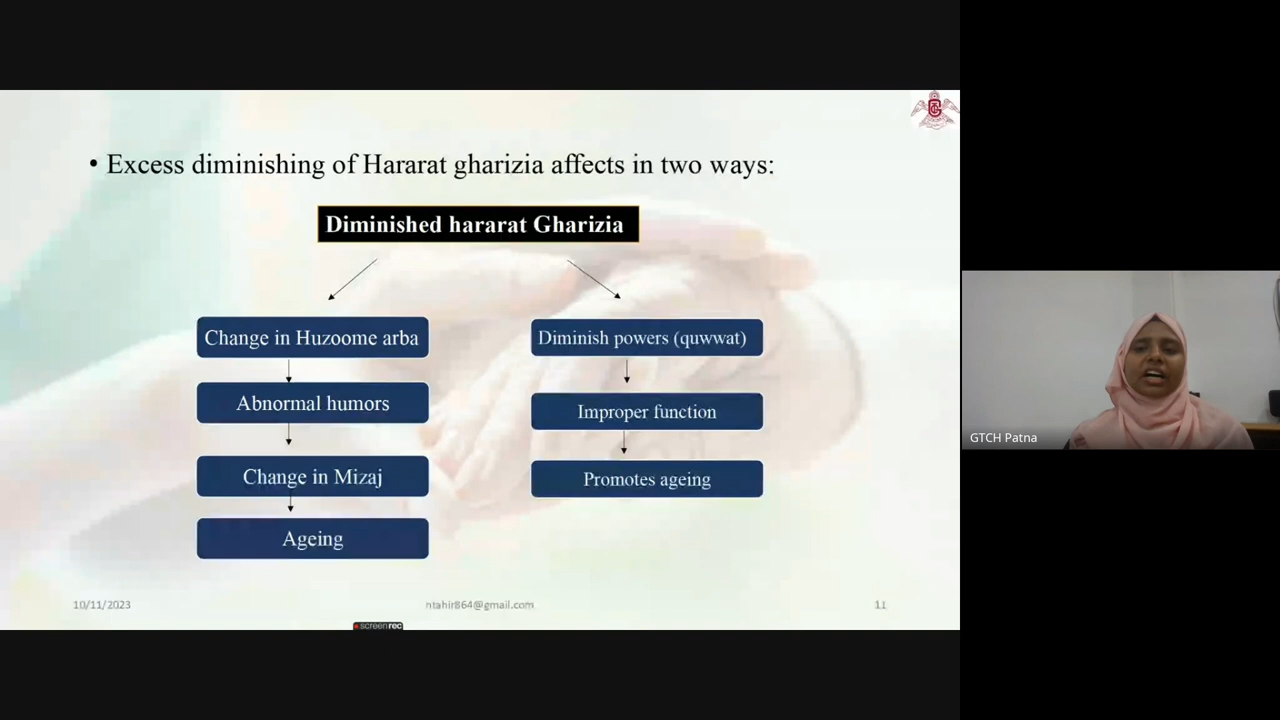 • Excess diminishing of Hararat gharizia affects in two ways:
Diminished hararat Gharizia
Change in Huzoome arba
Abnormal humors
Change in Mizaj
Ageing
Diminish powers (quwwat)
Improper function
Promotes ageing
10/11/2023
ntahir864@gmail.com
11
screenrec
GTCH Patna